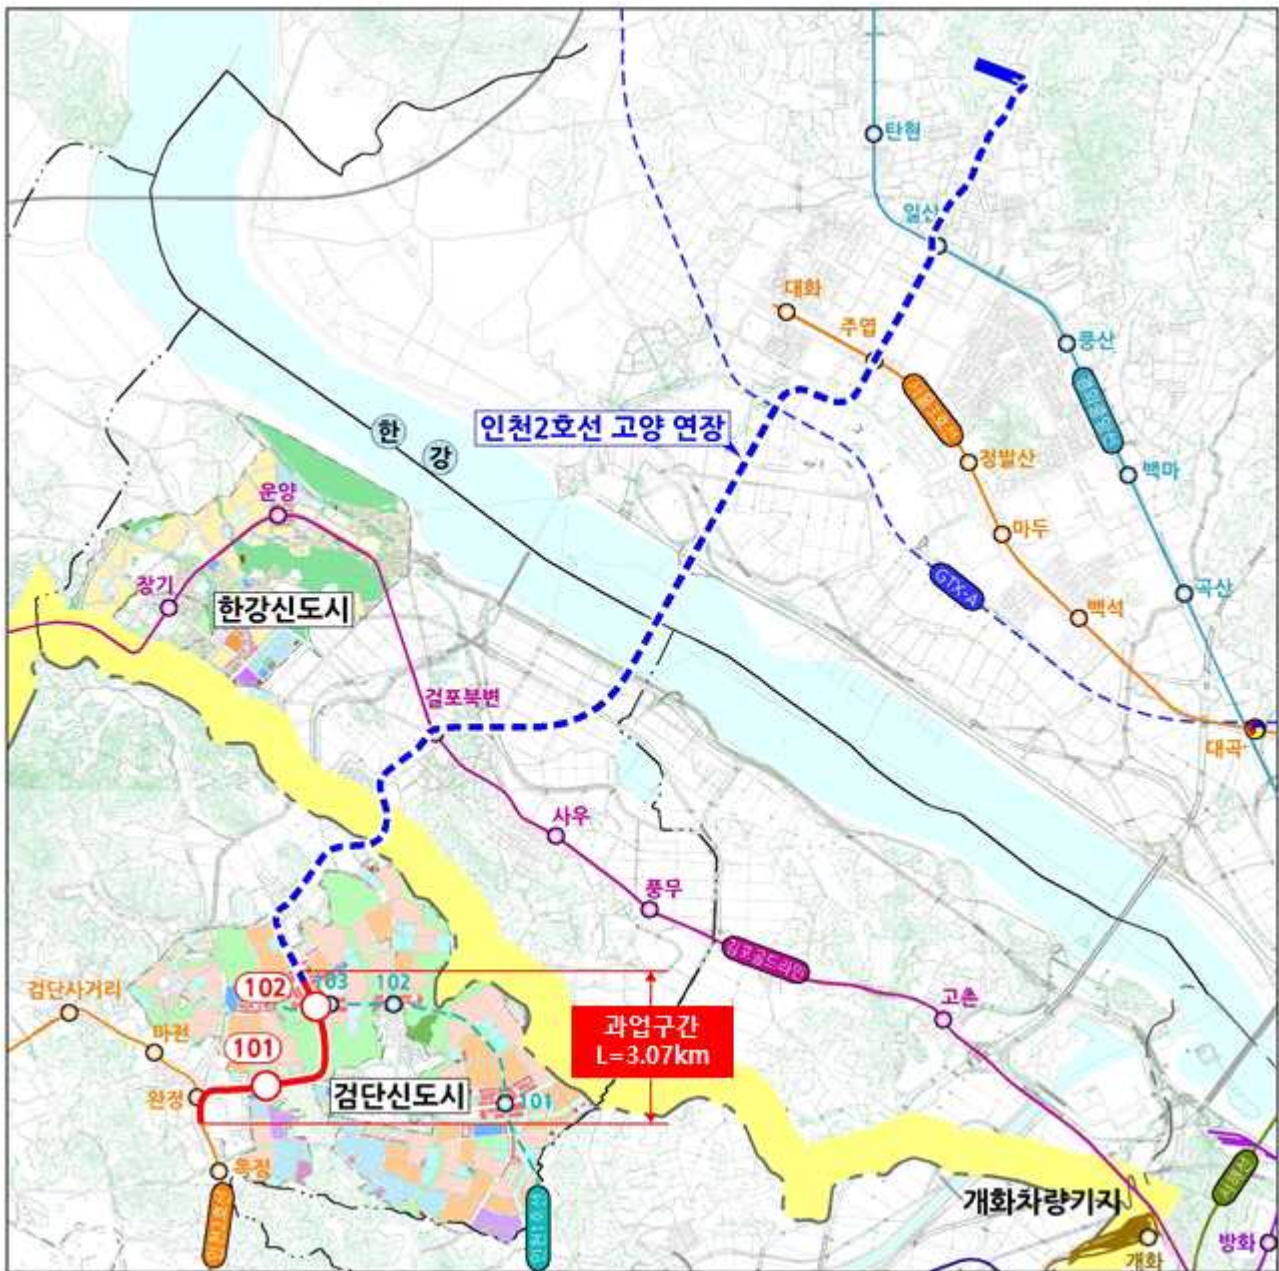 탄현
일산
대화
주엽
풍산
인천2호선 고양 연장
한
강
정발산
백마
운양
마두
장기
한강신도시
GTX-A
곡산
백석
걸포북변
대곡
사우
풍무
김포골드라인
검단사거리
102
103
102
고촌
마전
101
과업구간
L=3.07km
완정
검단신도시
101
독정
개화차량기지
개화
방화